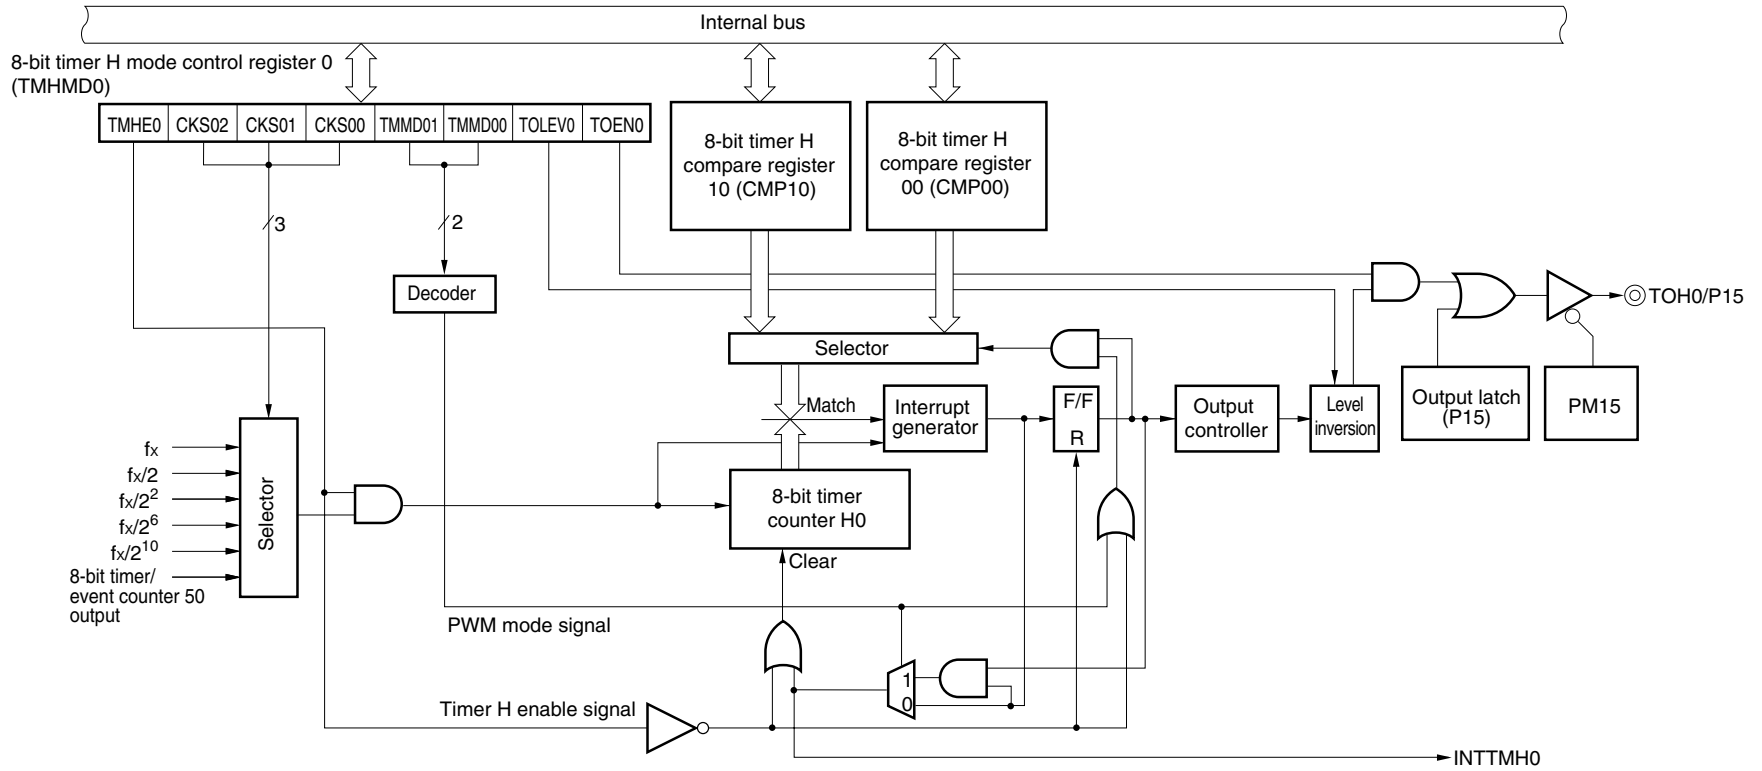 Internal bus
8-bit timer H mode control register 0
(TMHMD0)
TMHE0 CKS02 CKS01 CKS00 TMMD01 TMMD00 TOLEV0 TOEN0
8-bit timer H
compare register
10 (CMP10)
8-bit timer H
compare register
00 (CMP00)
3
2
Decoder
TOH0/P15
Selector
Match
Interrupt
generator
F/F
R
Output
controller
Level
inversion
Output latch
(P15)
PM15
fX
fX/2
fX/2²
fX/2⁶
fX/2¹⁰
8-bit timer/
event counter 50
output
Selector
8-bit timer
counter H0
Clear
PWM mode signal
1
0
Timer H enable signal
INTTMH0